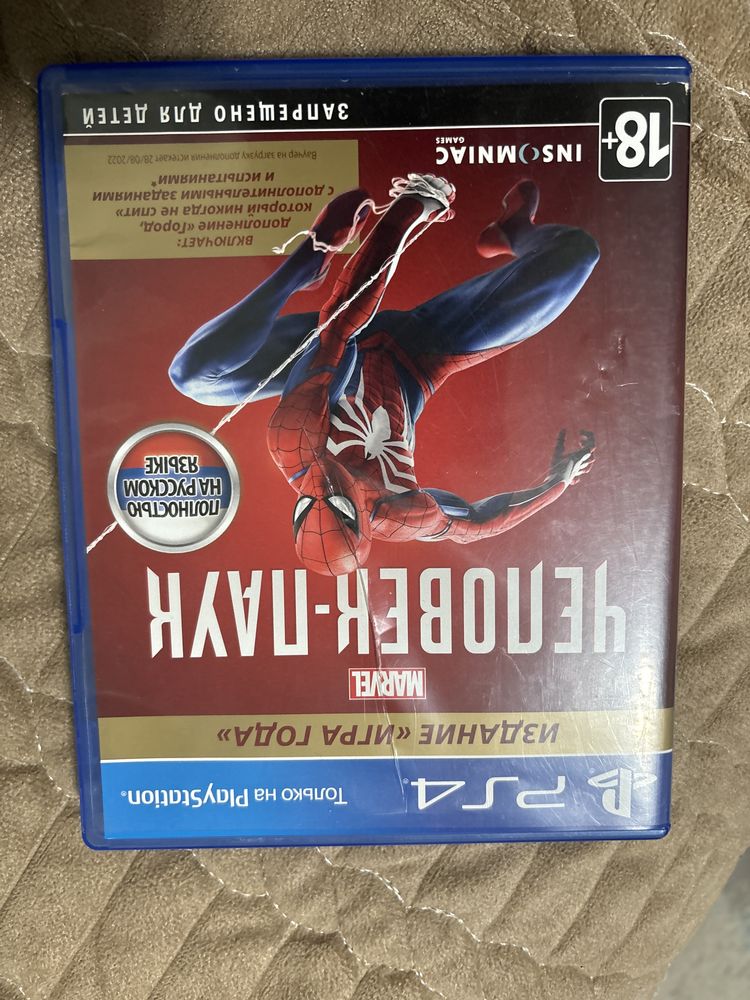 PS4
Только на PlayStation®
ИЗДАНИЕ «ИГРА ГОДА»
MARVEL
ЧЕЛОВЕК-ПАУК
ПОЛНОСТЬЮ
НА РУССКОМ
ЯЗЫКЕ
ВКЛЮЧАЕТ:
дополнение «Город,
который никогда не спит»
с дополнительными заданиями
и испытаниями*
Ваучер на загрузку дополнения истекает 28/08/2022
18+
INSOMNIAC
GAMES
ЗАПРЕЩЕНО ДЛЯ ДЕТЕЙ